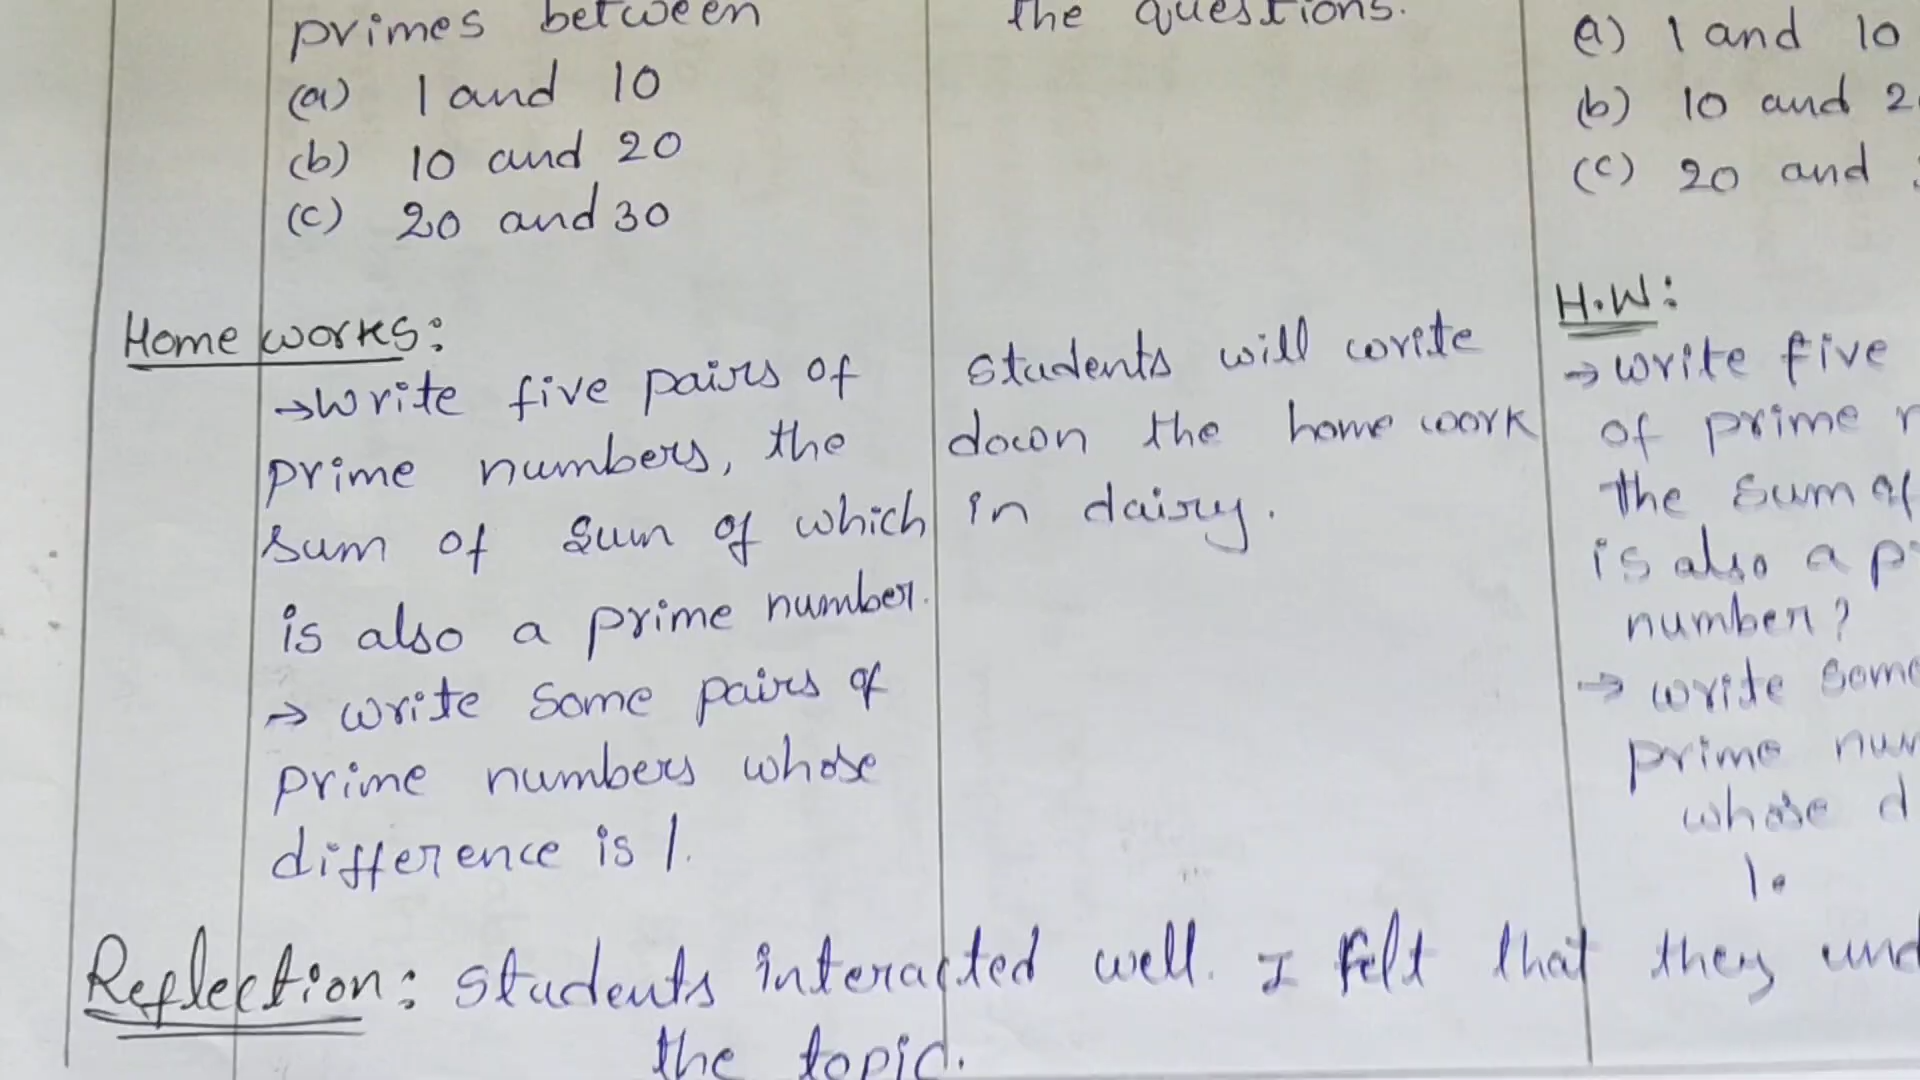 primes between
(a) 1 and 10
(b) 10 and 20
(c) 20 and 30
Home works:
→write five pairs of
prime numbers, the
sum of sum of which
is also a prime number.
→ write some pairs of
prime numbers whose
difference is 1.
the questions.
students will write
down the home work
in dairy.
a) 1 and 10
(b) 10 and
(c) 20 and
H.W:
→write five
of prime
the sum of
is also a
number?
→ write
prime
whose
1.
Reflection: students interacted well. I felt that they
the topic.